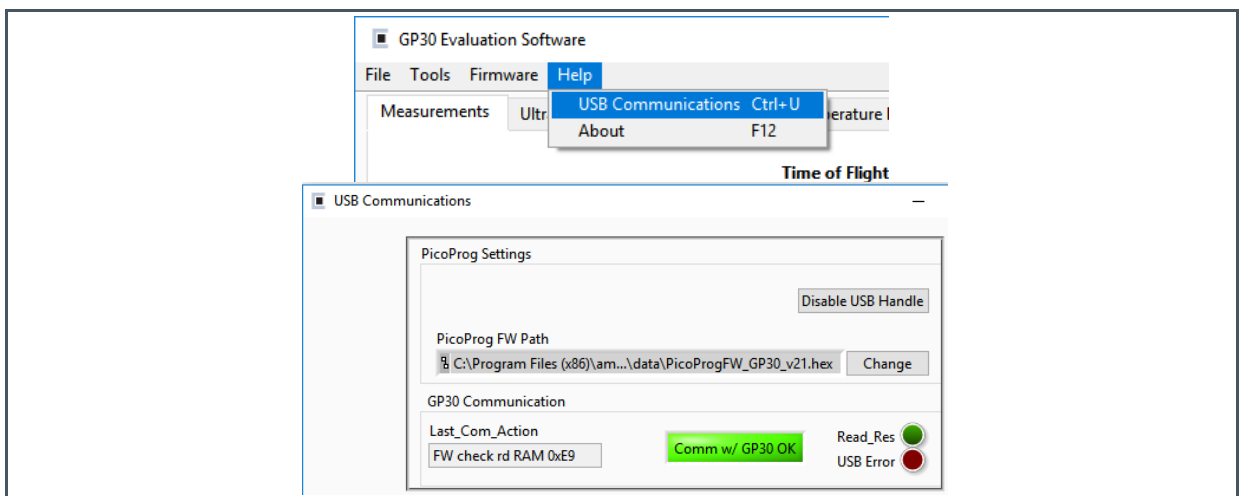 GP30 Evaluation Software
File Tools Firmware Help
Measurements Ultr
USB Communications Ctrl+U
About F12
perature
Time of Flight
USB Communications
PicoProg Settings
Disable USB Handle
PicoProg FW Path
C:\Program Files (x86)\am...\data\PicoProgFW_GP30_v21.hex Change
GP30 Communication
Last_Com_Action
FW check rd RAM 0xE9
Comm w/ GP30 OK
Read_Res
USB Error